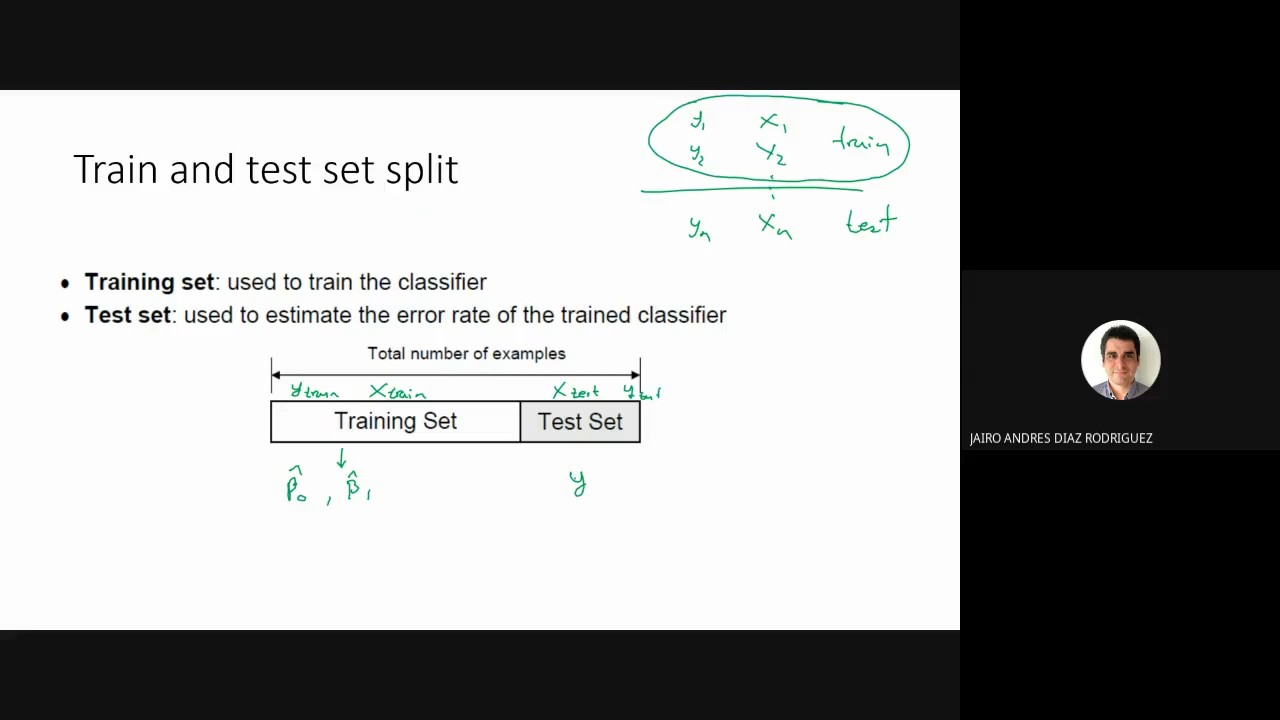 y₁ X₁
train
y₂ X₂
Train and test set split
yₙ Xₙ test
• Training set: used to train the classifier
• Test set: used to estimate the error rate of the trained classifier
Total number of examples
ytrain Xtrain Xtest ytest
Training Set Test Set
↓
β̂₀ , β̂₁ y
JAIRO ANDRES DIAZ RODRIGUEZ